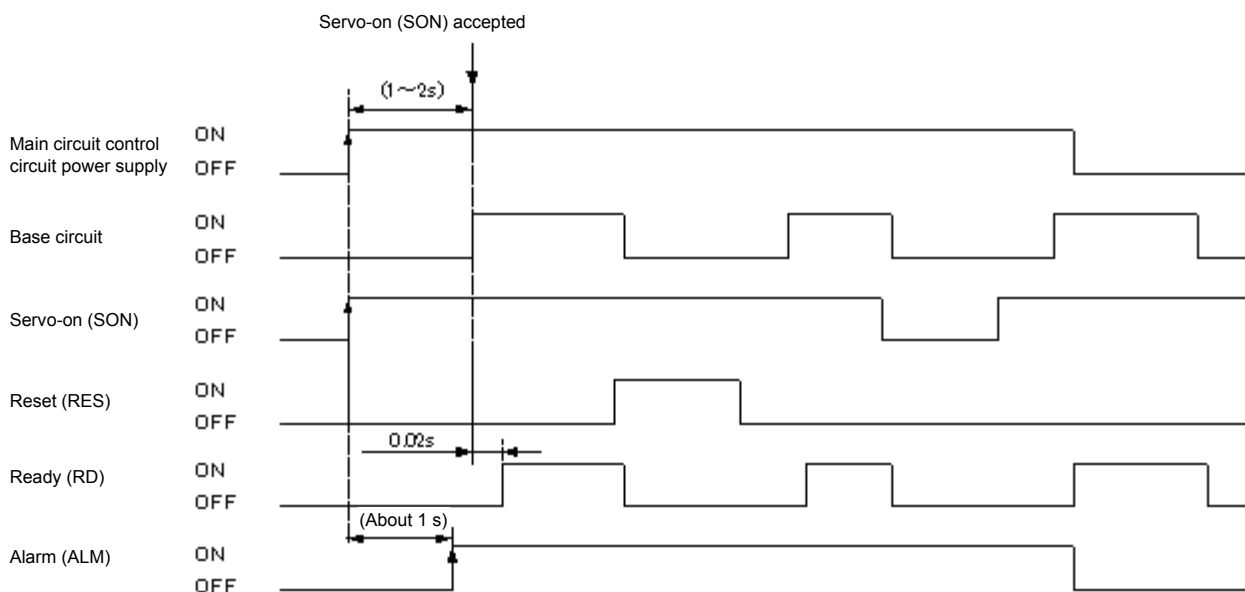 Servo-on (SON) accepted
(1～2s)
Main circuit control
circuit power supply
ON
OFF
Base circuit
ON
OFF
Servo-on (SON)
ON
OFF
Reset (RES)
ON
OFF
0.02s
Ready (RD)
ON
OFF
(About 1 s)
Alarm (ALM)
ON
OFF